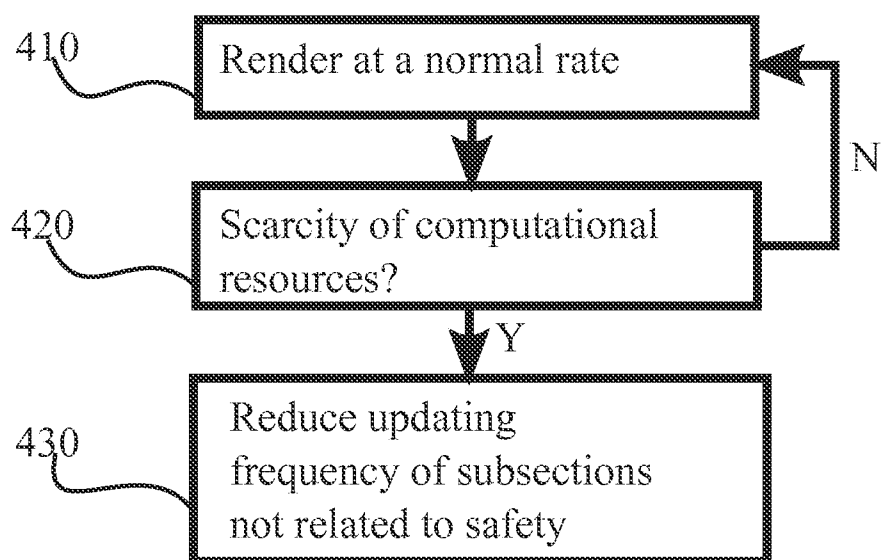 410
Render at a normal rate
N
420
Scarcity of computational
resources?
Y
430
Reduce updating
frequency of subsections
not related to safety